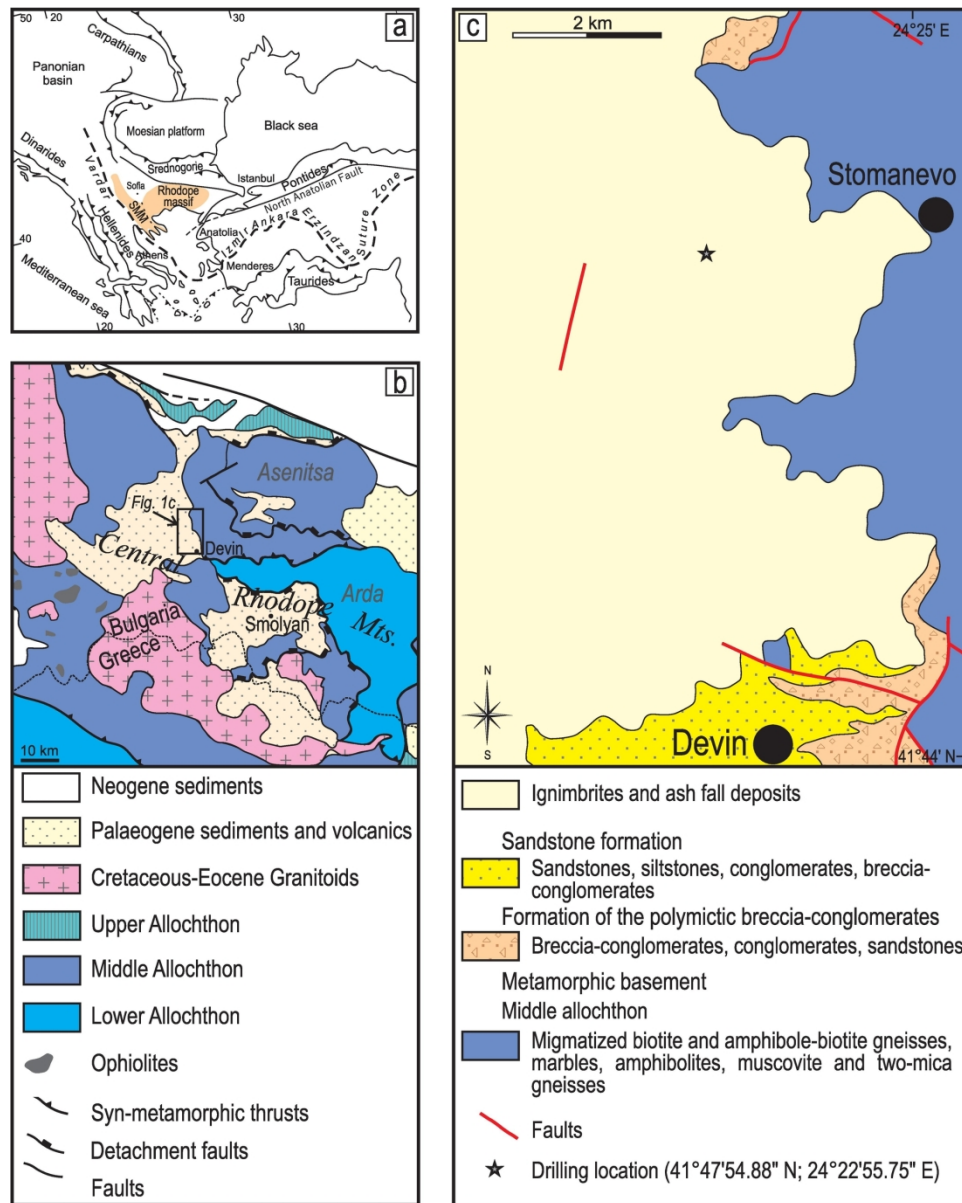 a
50
20
30
Carpathians
Panonian
basin
Moesian platform
Black sea
Dinarides
Vardar
Srednogorie
Istanbul
Pontides
North Anatolian Fault
Sofia
Rhodope
massif
SMM
Hellenides
Anatolia
Izmir Ankara Erzindzan
Suture Zone
40
Athens
Menderes
Taurides
Mediterranean sea
20
30
b
Asenitsa
Fig. 1c
Devin
Central
Rhodope
Mts.
Arda
Smolyan
Bulgaria
Greece
10 km
Neogene sediments
Palaeogene sediments and volcanics
Cretaceous-Eocene Granitoids
Upper Allochthon
Middle Allochthon
Lower Allochthon
Ophiolites
Syn-metamorphic thrusts
Detachment faults
Faults
c
2 km
24°25' E
Stomanevo
N
S
Devin
41°44' N
Ignimbrites and ash fall deposits
Sandstone formation
Sandstones, siltstones, conglomerates, breccia-
conglomerates
Formation of the polymictic breccia-conglomerates
Breccia-conglomerates, conglomerates, sandstones
Metamorphic basement
Middle allochthon
Migmatized biotite and amphibole-biotite gneisses,
marbles, amphibolites, muscovite and two-mica
gneisses
Faults
Drilling location (41°47'54.88" N; 24°22'55.75" E)